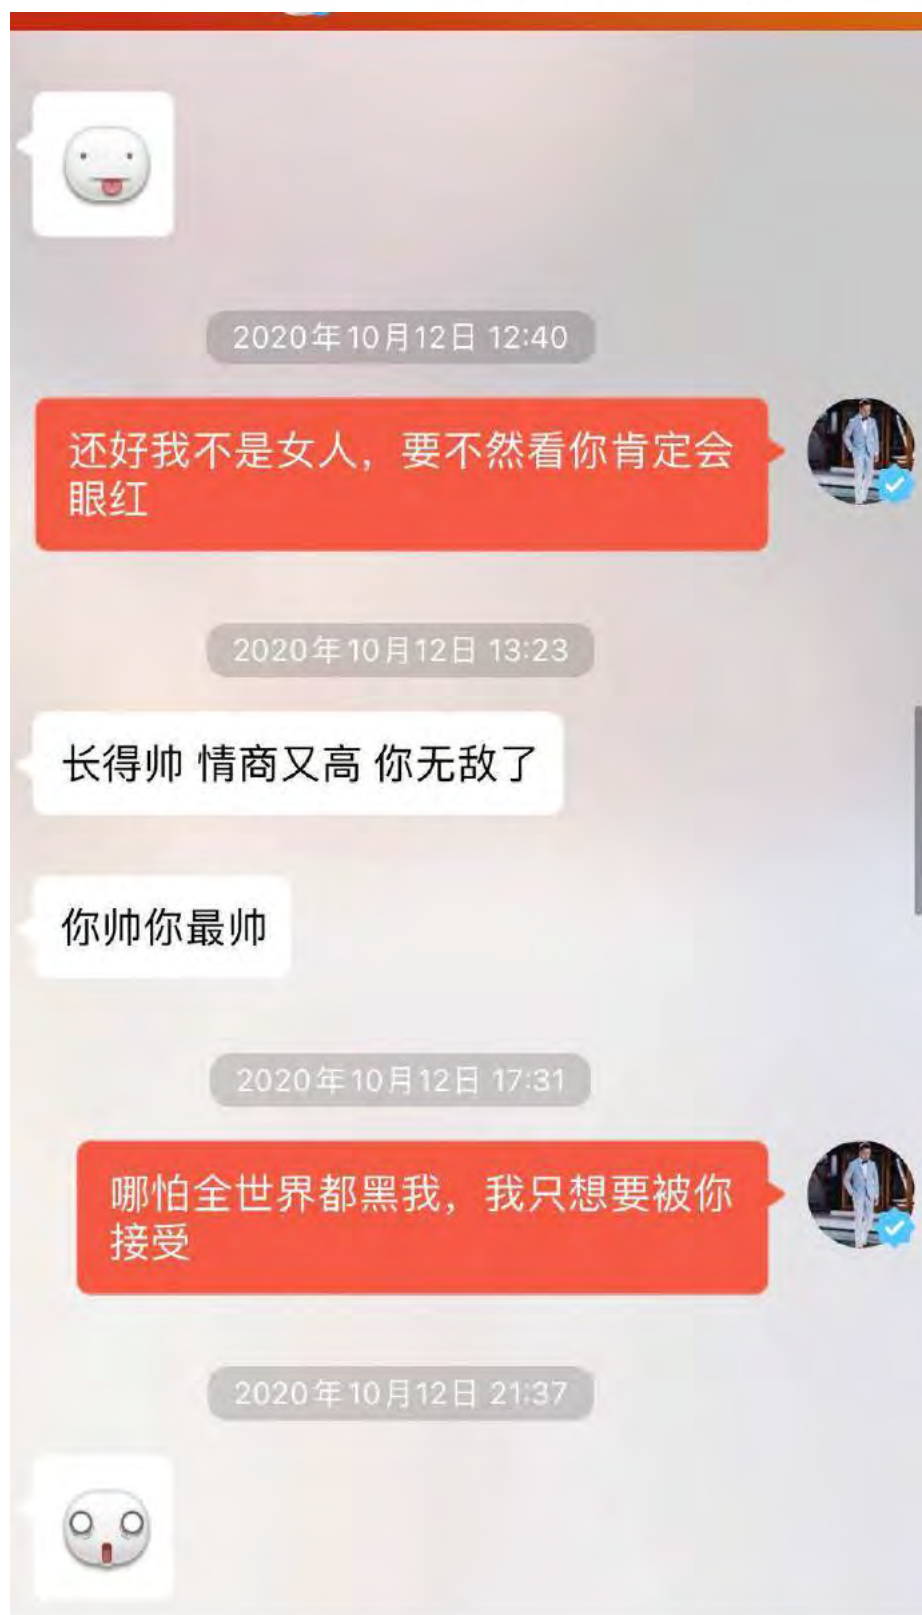 2020年10月12日 12:40
还好我不是女人，要不然看你肯定会
眼红
2020年10月12日 13:23
长得帅 情商又高 你无敌了
你帅你最帅
2020年10月12日 17:31
哪怕全世界都黑我，我只想要被你
接受
2020年10月12日 21:37